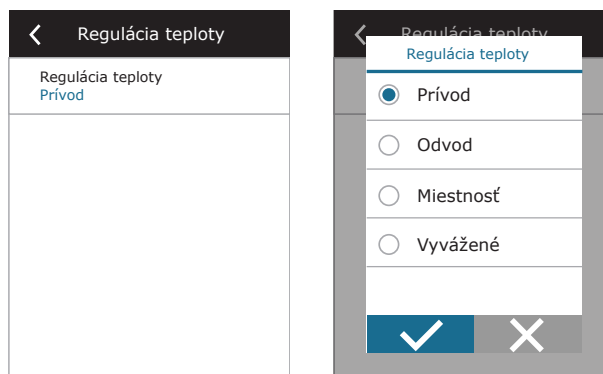 Regulácia teploty
Regulácia teploty
Prívod
Regulácia teploty
Regulácia teploty
Prívod
Odvod
Miestnosť
Vyvážené